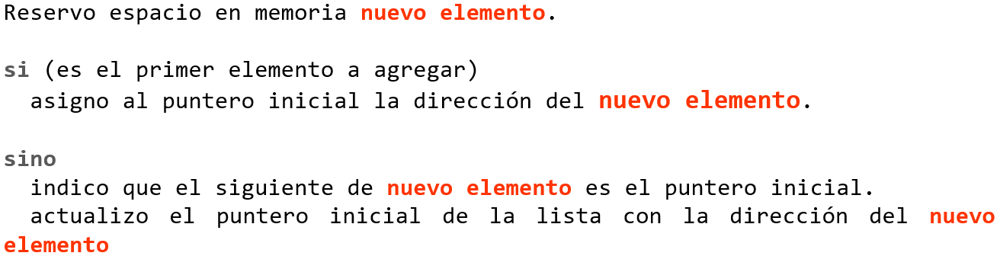 Reservo espacio en memoria nuevo elemento.
si (es el primer elemento a agregar)
asigno al puntero inicial la dirección del nuevo elemento.
sino
indico que el siguiente de nuevo elemento es el puntero inicial.
actualizo el puntero inicial de la lista con la dirección del nuevo
elemento